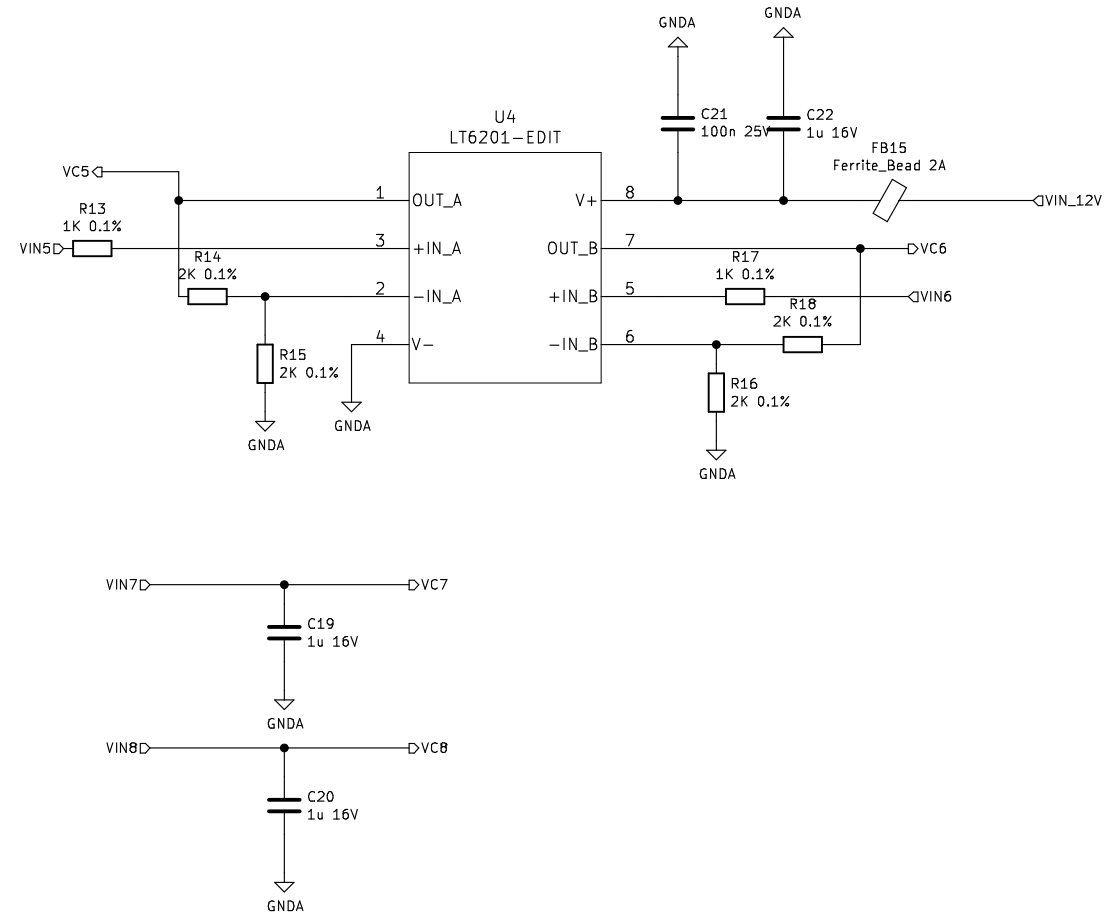 GNDA
GNDA
C21
100n 25V
C22
1u 16V
U4
LT6201-EDIT
FB15
Ferrite_Bead 2A
VC5
1
OUT_A
V+
8
VIN_12V
R13
1K 0.1%
VIN5
3
+IN_A
OUT_B
7
VC6
R14
2K 0.1%
R17
1K 0.1%
2
-IN_A
+IN_B
5
VIN6
R18
2K 0.1%
4
V-
-IN_B
6
R15
2K 0.1%
R16
2K 0.1%
GNDA
GNDA
GNDA
VIN7
VC7
C19
1u 16V
GNDA
VIN8
VC8
C20
1u 16V
GNDA